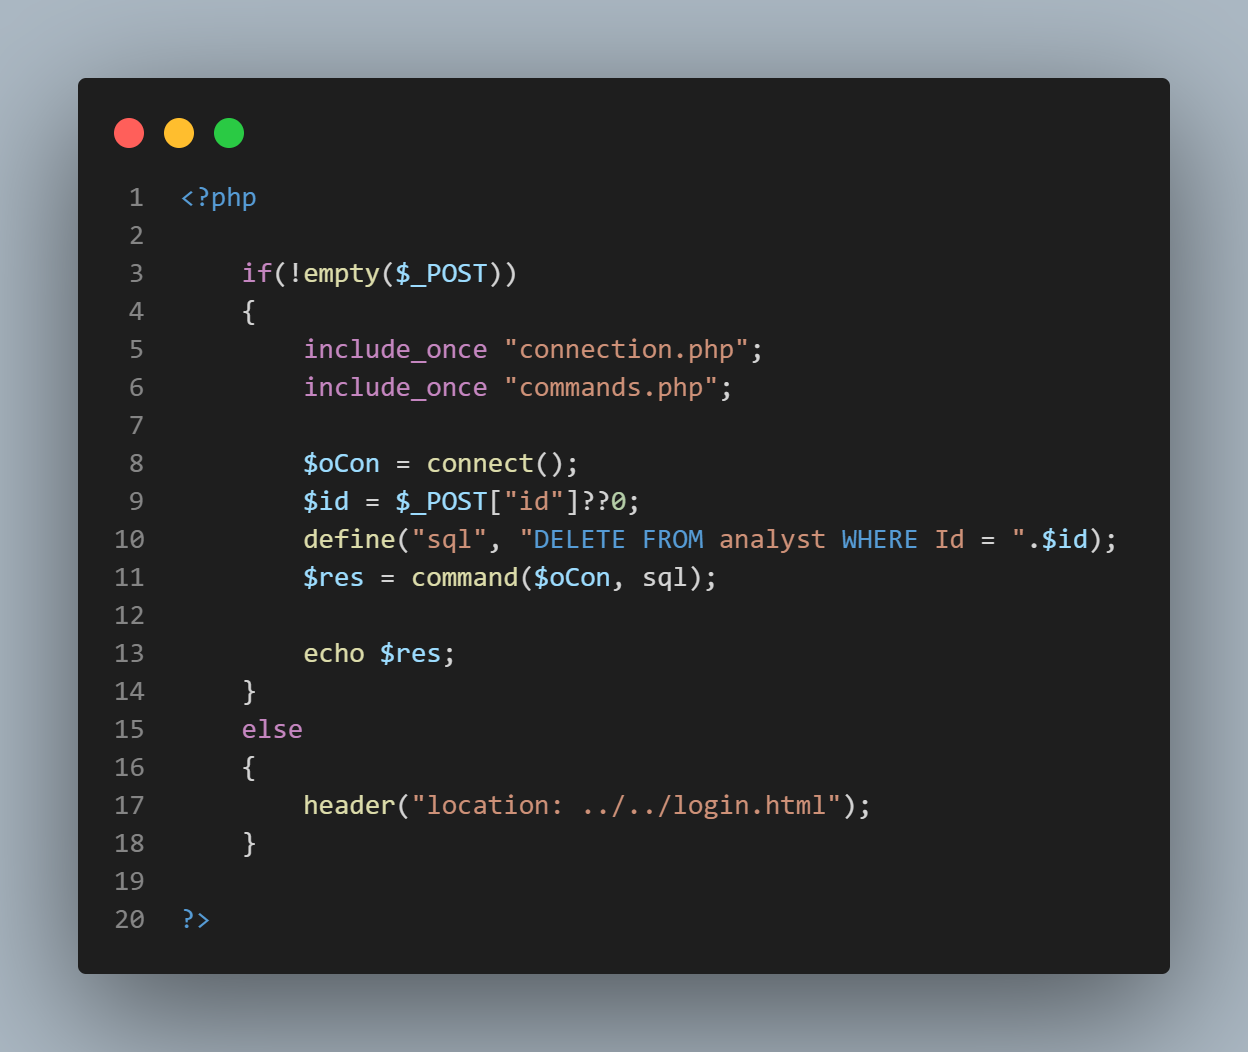 1 <?php
2
3     if(!empty($_POST))
4     {
5         include_once "connection.php";
6         include_once "commands.php";
7
8         $oCon = connect();
9         $id = $_POST["id"]??0;
10         define("sql", "DELETE FROM analyst WHERE Id = ".$id);
11         $res = command($oCon, sql);
12
13         echo $res;
14     }
15     else
16     {
17         header("location: ../../login.html");
18     }
19
20 ?>